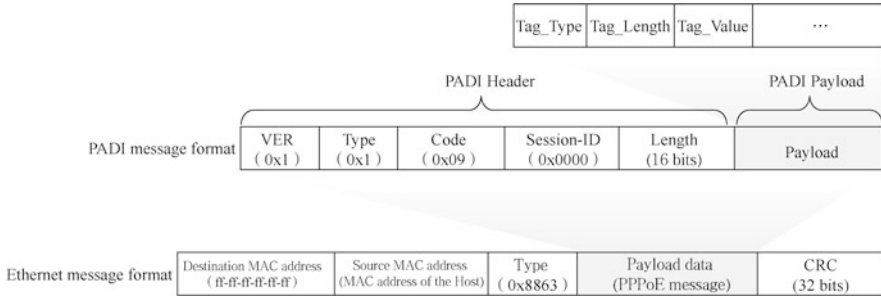 Tag_Type Tag_Length Tag_Value ...
PADI Header PADI Payload
PADI message format VER Type Code Session-ID Length Payload
( 0x1 ) ( 0x1 ) ( 0x09 ) ( 0x0000 ) (16 bits)
Ethernet message format Destination MAC address Source MAC address Type Payload data CRC
( ff-ff-ff-ff-ff-ff ) (MAC address of the Host) ( 0x8863 ) (PPPoE message) (32 bits)